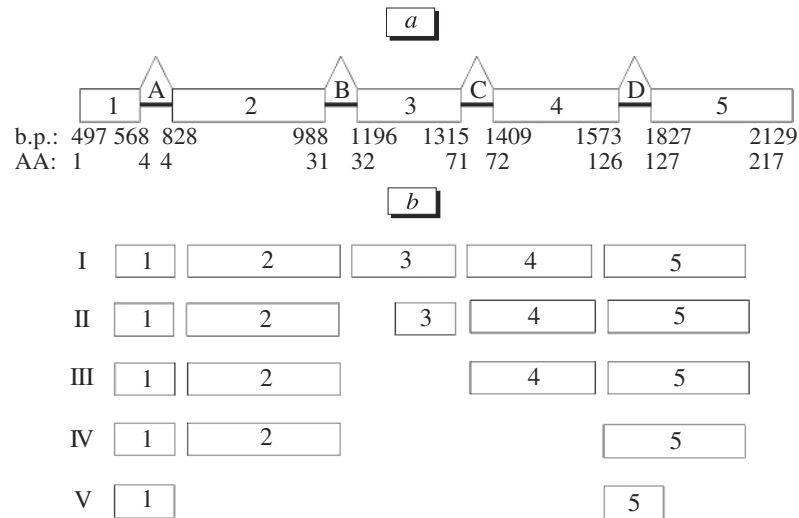 a
A B C D
1 2 3 4 5
b.p.: 497 568 828 988 1196 1315 1409 1573 1827 2129
AA: 1 4 4 31 32 71 72 126 127 217
b
I 1 2 3 4 5
II 1 2 3 4 5
III 1 2 4 5
IV 1 2 5
V 1 5